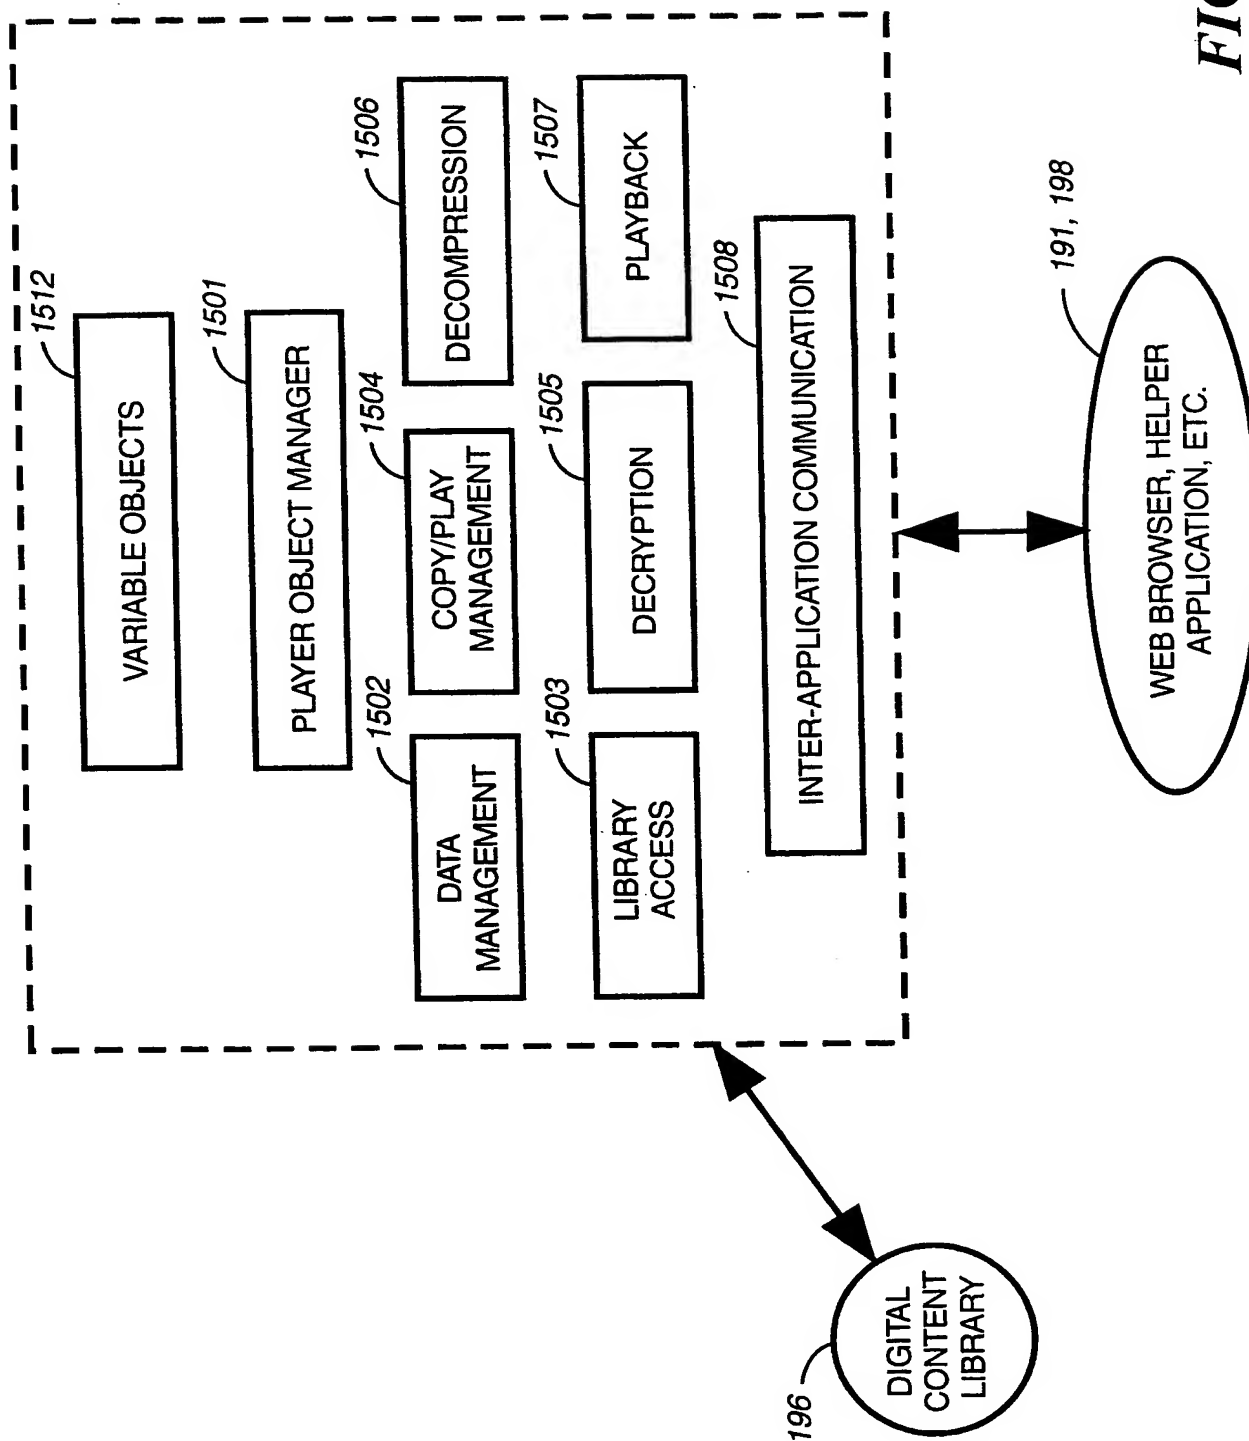 1512
VARIABLE OBJECTS
1501
PLAYER OBJECT MANAGER
1502
DATA
MANAGEMENT
1504
COPY/PLAY
MANAGEMENT
1506
DECOMPRESSION
1503
LIBRARY
ACCESS
1505
DECRYPTION
1507
PLAYBACK
1508
INTER-APPLICATION COMMUNICATION
196
DIGITAL
CONTENT
LIBRARY
191, 198
WEB BROWSER, HELPER
APPLICATION, ETC.